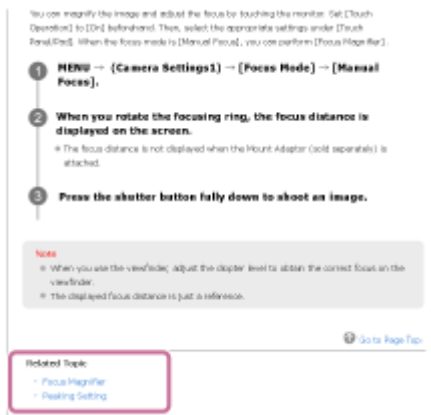 You can magnify the image and adjust the focus by touching the monitor. Set [Touch
Operation] to [On] beforehand. Then, select the appropriate settings under [Touch
Panel/Pad]. When the focus mode is [Manual Focus], you can perform [Focus Magnifier].
1 MENU → (Camera Settings1) → [Focus Mode] → [Manual
Focus].
2 When you rotate the focusing ring, the focus distance is
displayed on the screen.
The focus distance is not displayed when the Mount Adaptor (sold separately) is
attached.
3 Press the shutter button fully down to shoot an image.
Note
When you use the viewfinder, adjust the diopter level to obtain the correct focus on the
viewfinder.
The displayed focus distance is just a reference.
Go to Page Top
Related Topic
Focus Magnifier
Peaking Setting